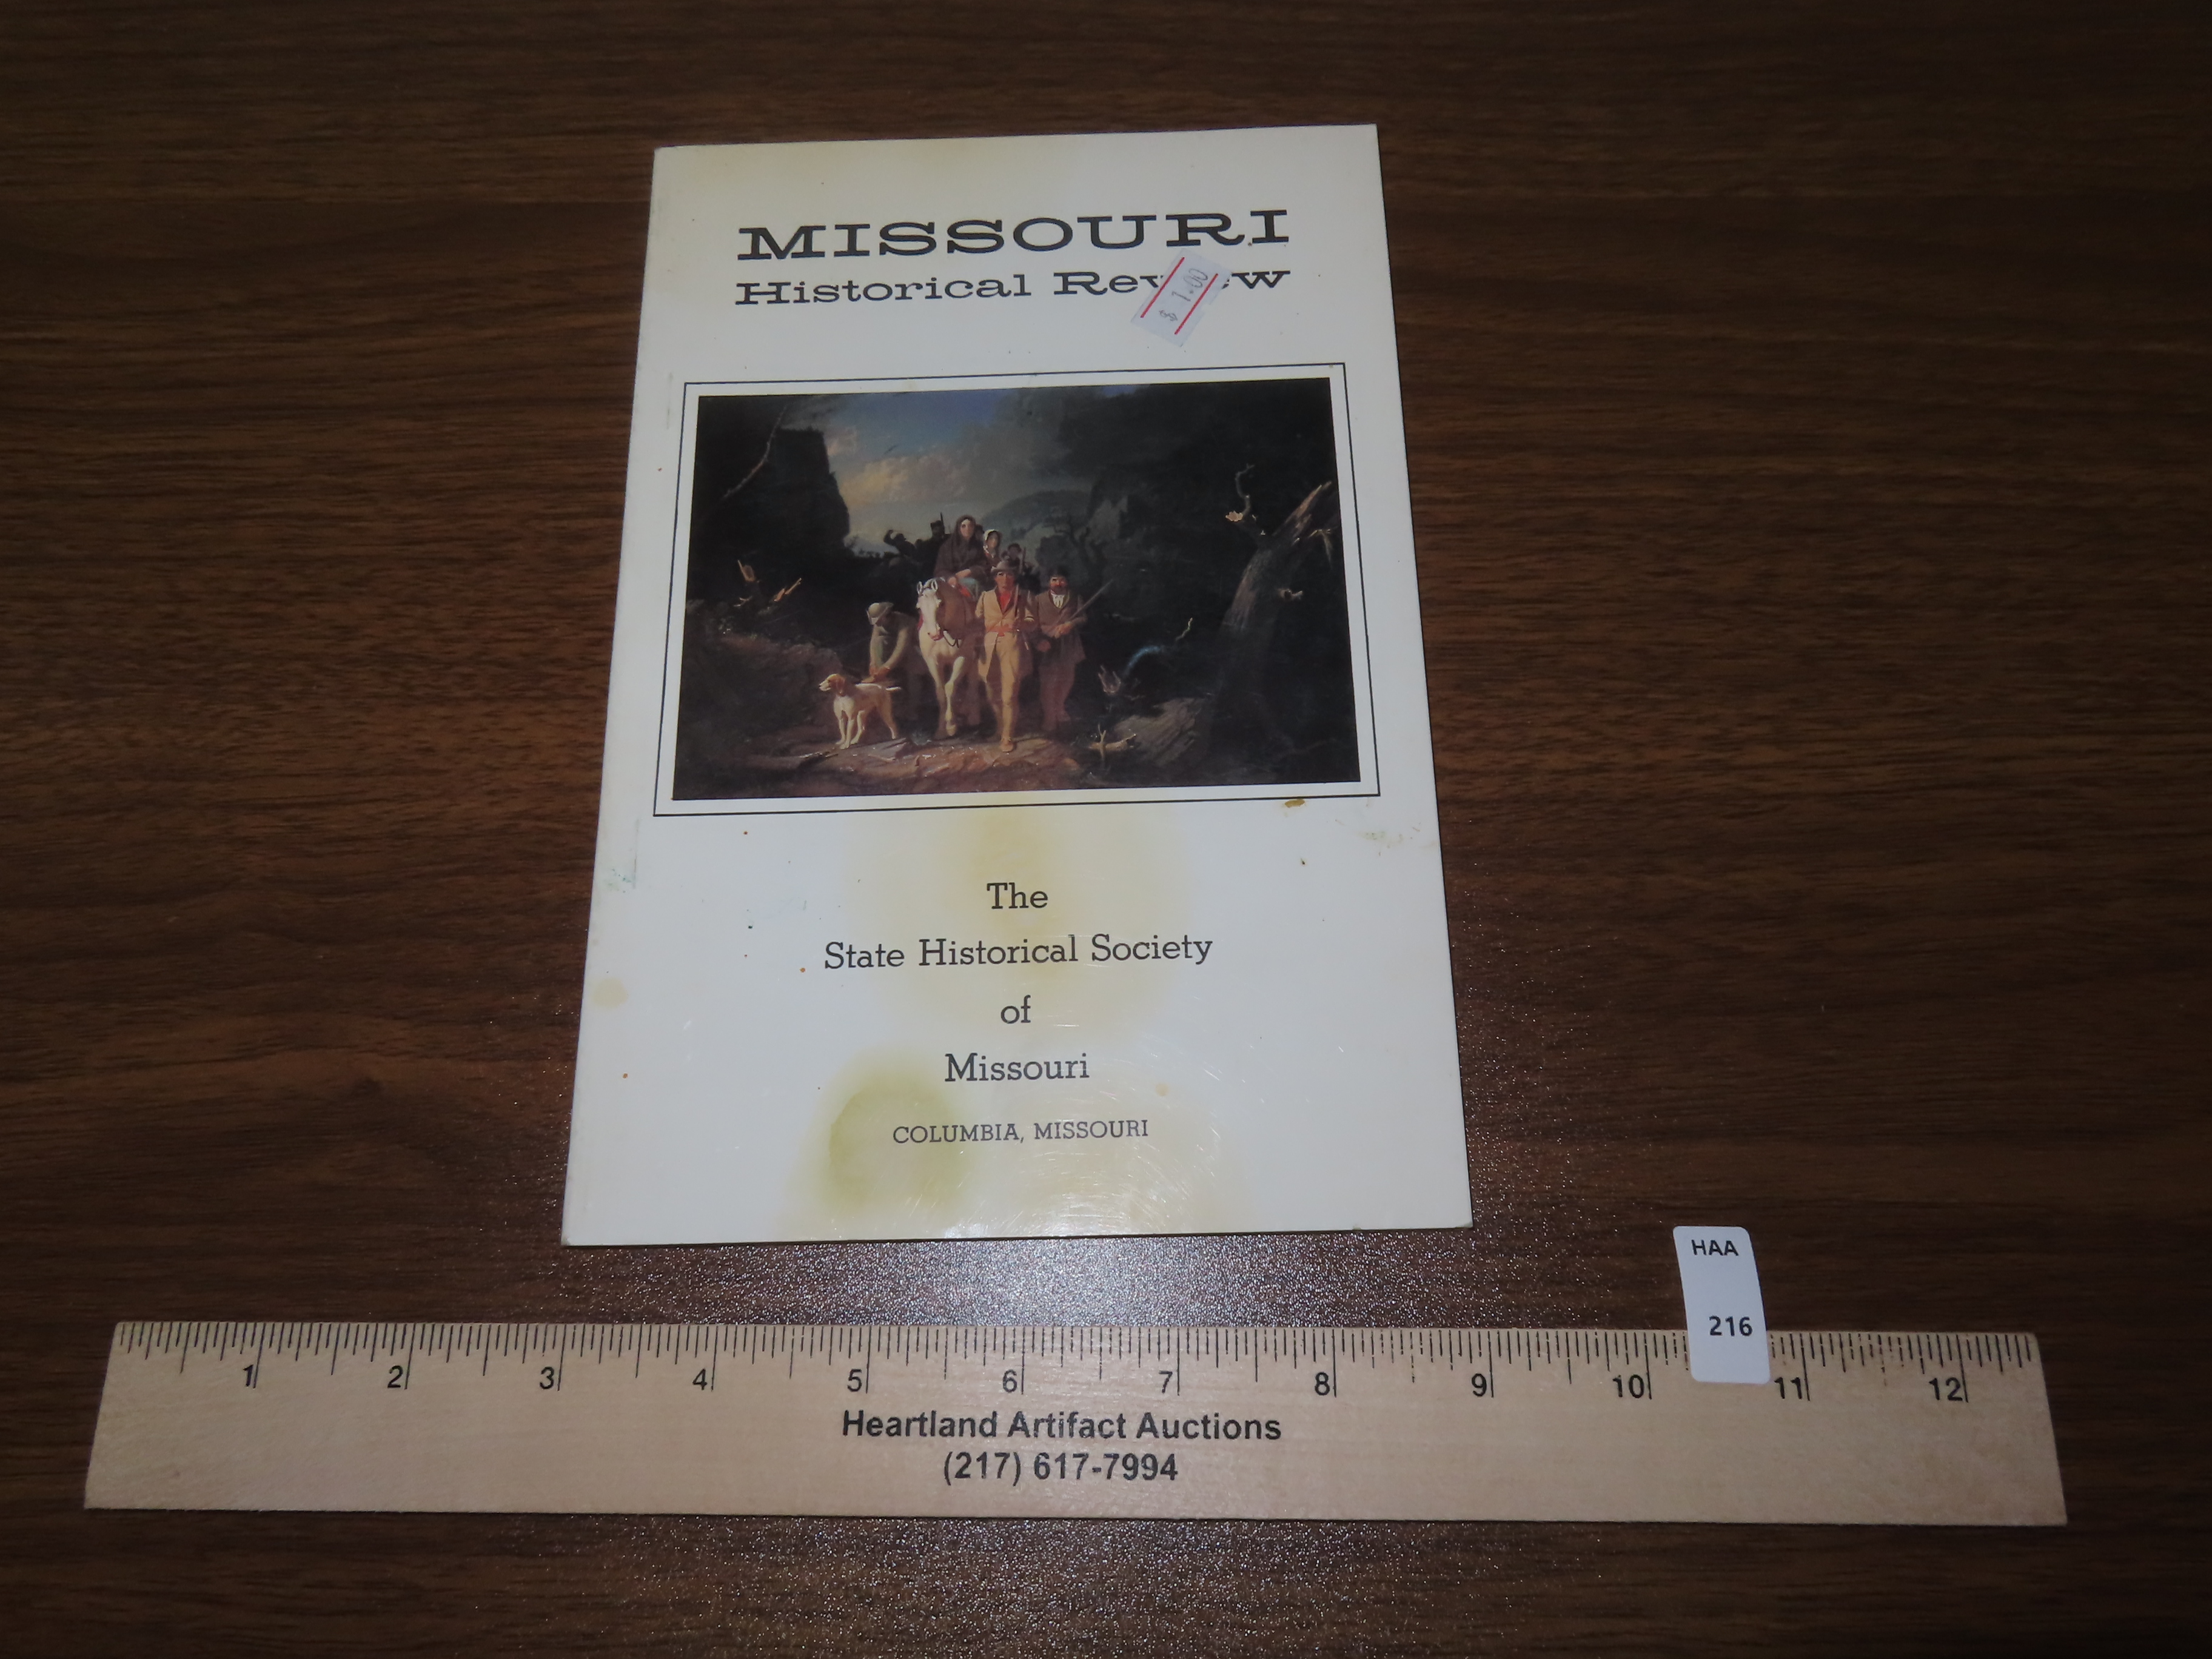 MISSOURI
Historical Review
$ 1.00
The
State Historical Society
of
Missouri
COLUMBIA, MISSOURI
HAA
216
1 2 3 4 5 6 7 8 9 10 11 12
Heartland Artifact Auctions
(217) 617-7994